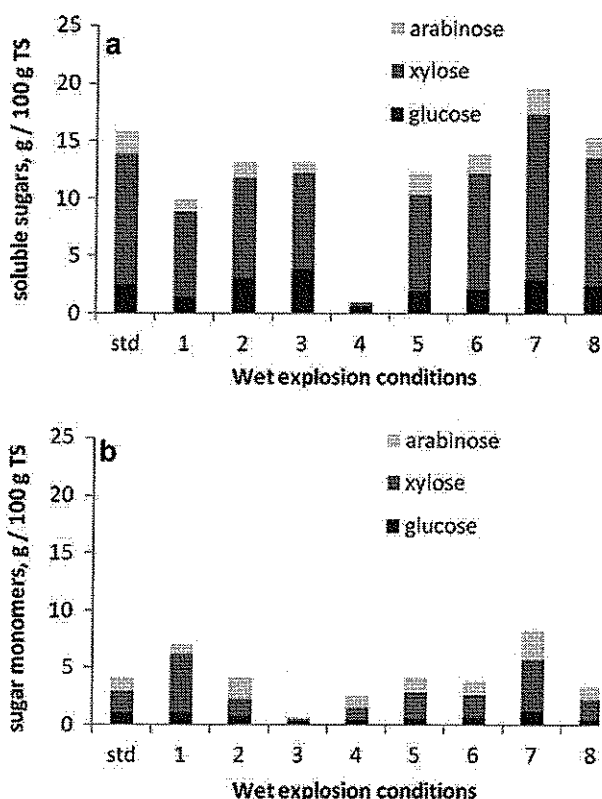 a
arabinose
xylose
glucose
soluble sugars, g / 100 g TS
25
20
15
10
5
0
std 1 2 3 4 5 6 7 8
Wet explosion conditions
b
arabinose
xylose
glucose
sugar monomers, g / 100 g TS
25
20
15
10
5
0
std 1 2 3 4 5 6 7 8
Wet explosion conditions